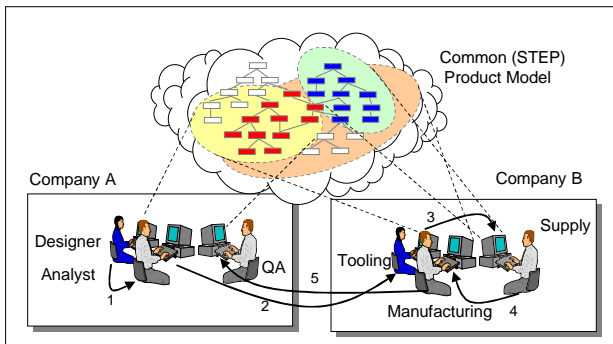 Common (STEP)
Product Model
Company A
Company B
Designer
Analyst
QA
Tooling
Supply
Manufacturing
1
2
3
4
5